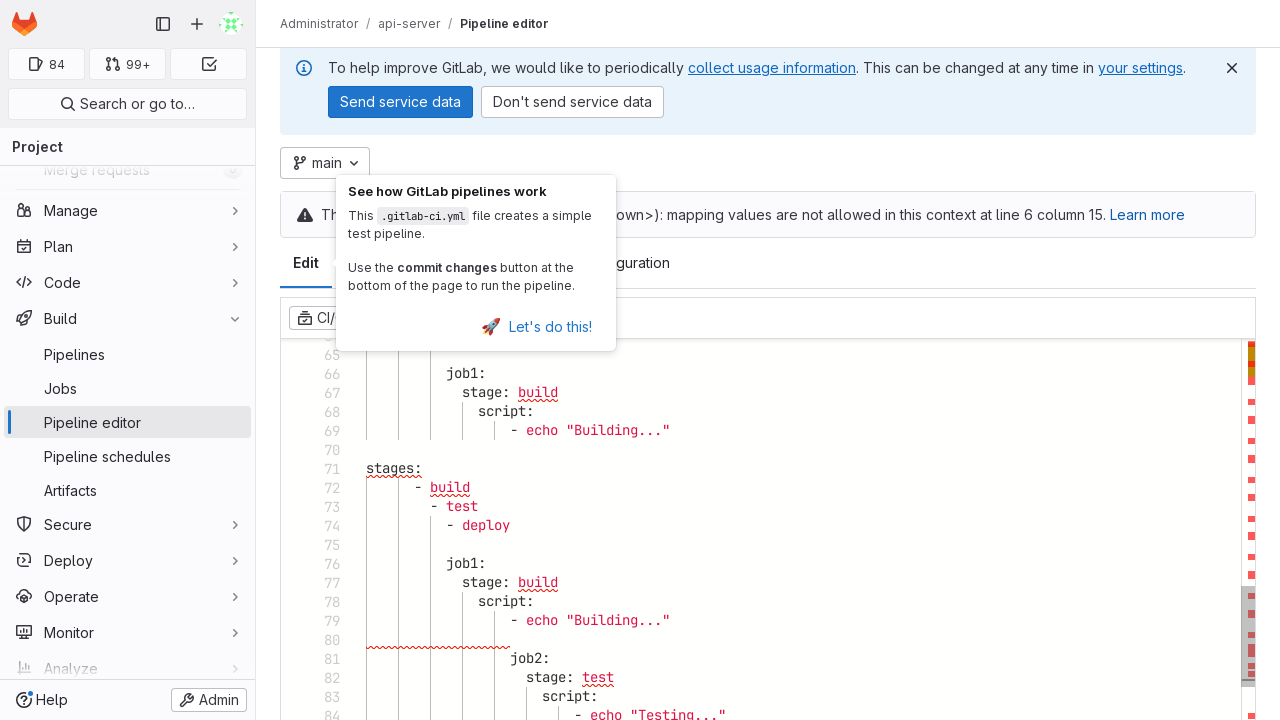 Administrator / api-server / Pipeline editor
84
99+
Search or go to…
Project
Merge requests
Manage
Plan
Code
Build
Pipelines
Jobs
Pipeline editor
Pipeline schedules
Artifacts
Secure
Deploy
Operate
Monitor
Analyze
Help
Admin
To help improve GitLab, we would like to periodically collect usage information. This can be changed at any time in your settings.
Send service data
Don't send service data
main
See how GitLab pipelines work
This .gitlab-ci.yml file creates a simple
test pipeline.
Use the commit changes button at the
bottom of the page to run the pipeline.
🚀 Let's do this!
mapping values are not allowed in this context at line 6 column 15. Learn more
Edit
CI/
65
66 job1:
67 stage: build
68 script:
69 - echo "Building..."
70
71 stages:
72 - build
73 - test
74 - deploy
75
76 job1:
77 stage: build
78 script:
79 - echo "Building..."
80
81 job2:
82 stage: test
83 script:
84 - echo "Testing..."